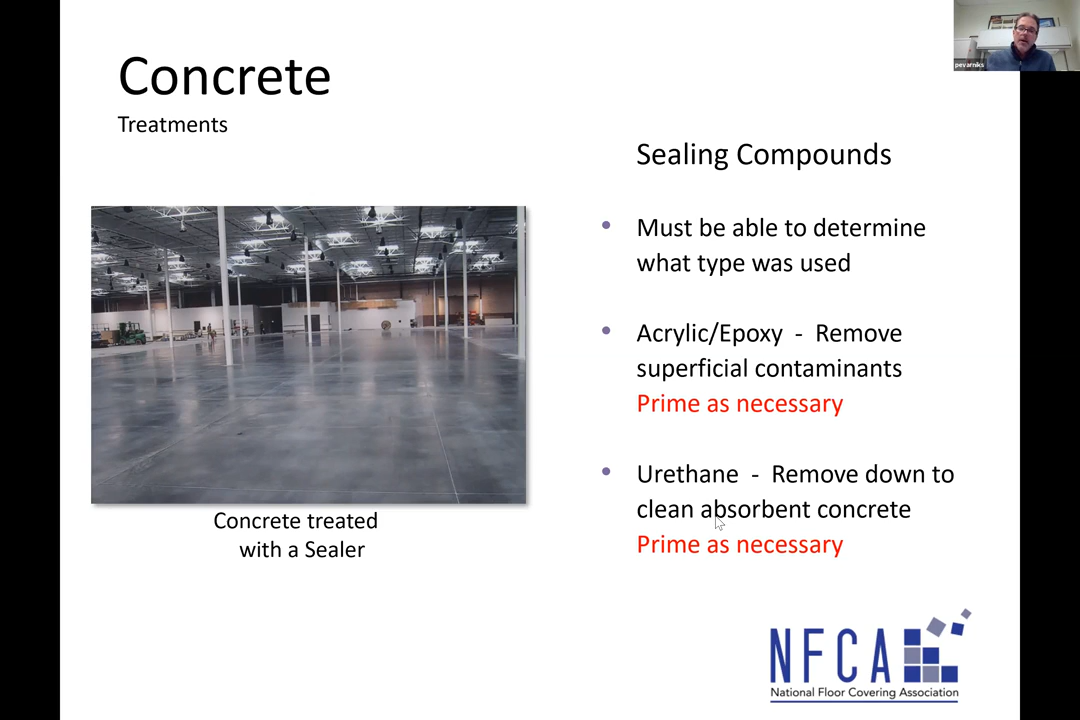 Concrete
Treatments
Sealing Compounds
Must be able to determine
what type was used
Acrylic/Epoxy - Remove
superficial contaminants
Prime as necessary
Urethane - Remove down to
clean absorbent concrete
Prime as necessary
Concrete treated
with a Sealer
NFCA
National Floor Covering Association
pevarniks